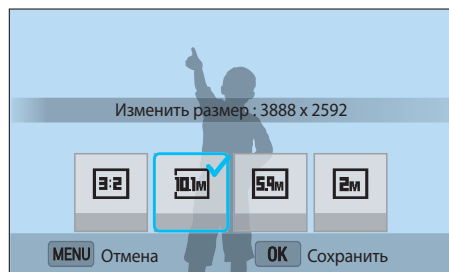 Изменить размер : 3888 x 2592
3:2 10.1M 5.9M 2M
MENU Отмена OK Сохранить